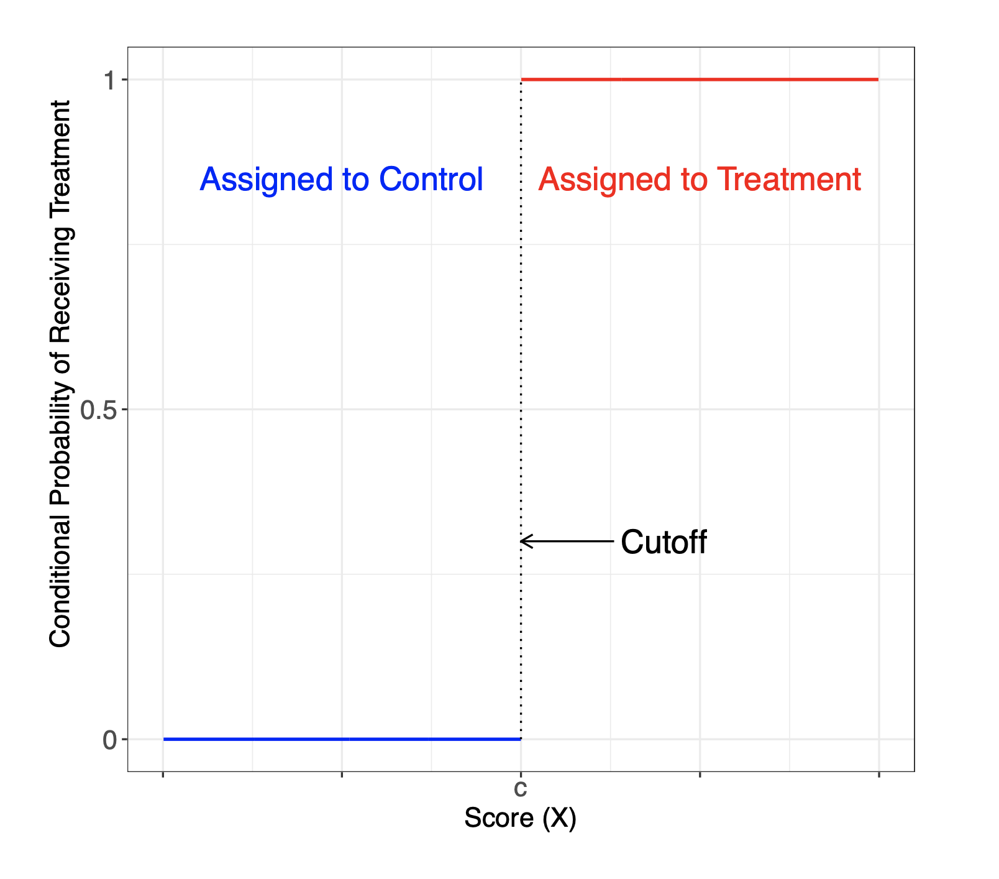 Conditional Probability of Receiving Treatment
1
Assigned to Control
Assigned to Treatment
0.5
Cutoff
0
c
Score (X)